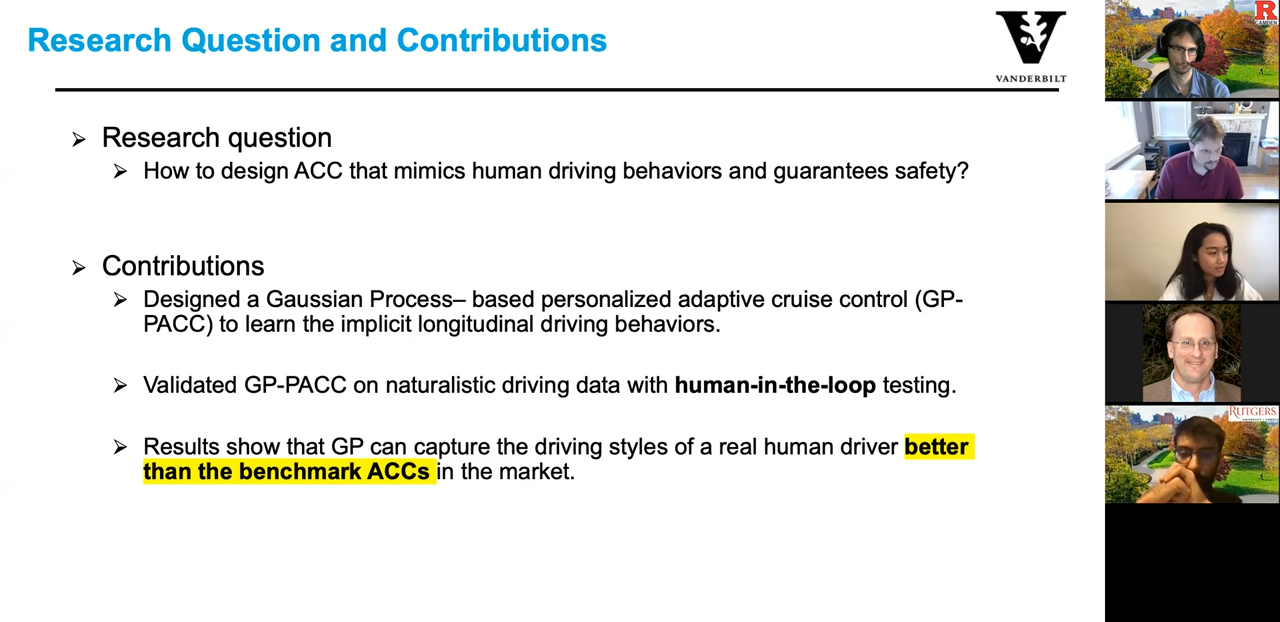 Research Question and Contributions
VANDERBILT
Research question
How to design ACC that mimics human driving behaviors and guarantees safety?
Contributions
Designed a Gaussian Process– based personalized adaptive cruise control (GP-
PACC) to learn the implicit longitudinal driving behaviors.
Validated GP-PACC on naturalistic driving data with human-in-the-loop testing.
Results show that GP can capture the driving styles of a real human driver better
than the benchmark ACCs in the market.
R
CAMDEN
RUTGERS